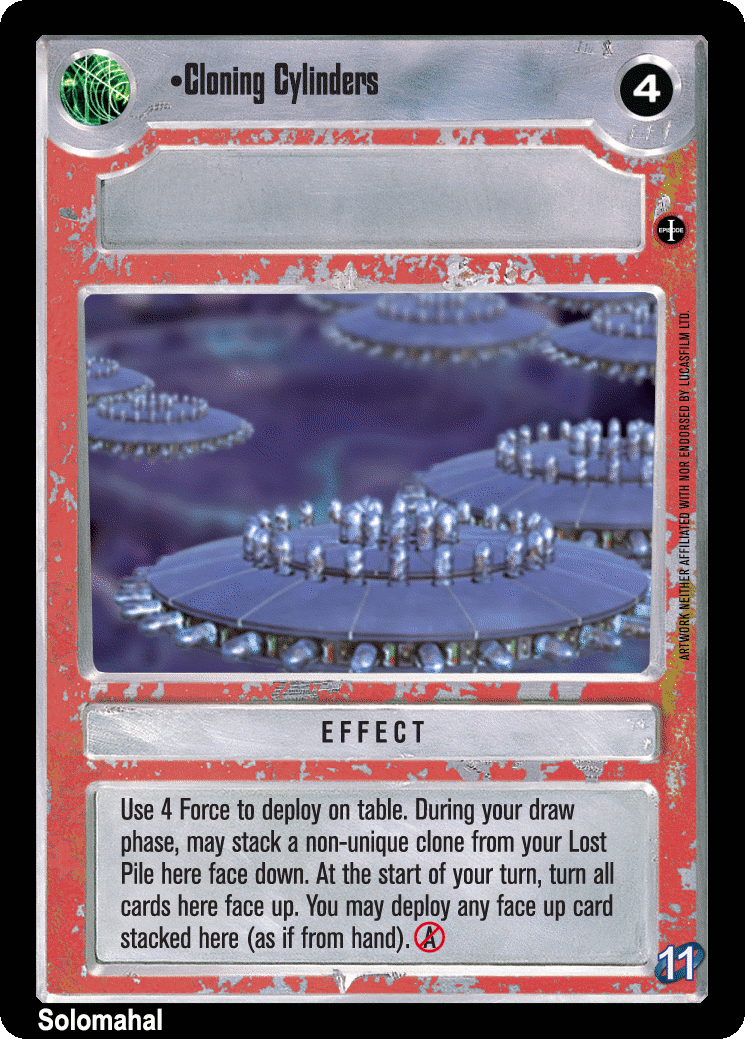 •Cloning Cylinders
4
EPISODE
I
ARTWORK NEITHER AFFILIATED WITH NOR ENDORSED BY LUCASFILM LTD.
EFFECT
Use 4 Force to deploy on table. During your draw
phase, may stack a non-unique clone from your Lost
Pile here face down. At the start of your turn, turn all
cards here face up. You may deploy any face up card
stacked here (as if from hand). A
11
Solomahal